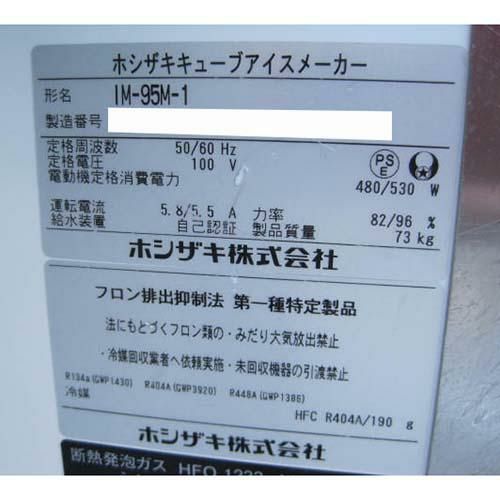 ホシザキキューブアイスメーカー
形名 IM-95M-1
製造番号
定格周波数 50/60 Hz
定格電圧 100 V
電動機定格消費電力 480/530 W
PSE
運転電流 5.8/5.5 A 力率 82/96 %
給水装置 自己認証 製品質量 73 kg
ホシザキ株式会社
フロン排出抑制法 第一種特定製品
法にもとづくフロン類の・みだり大気放出禁止
・冷媒回収業者へ依頼実施・未回収機器の引渡禁止
R134a(GWP1430) R404A(GWP3920) R448A(GWP1386)
冷媒 HFC R404A/190 g
ホシザキ株式会社
断熱発泡ガス HFO